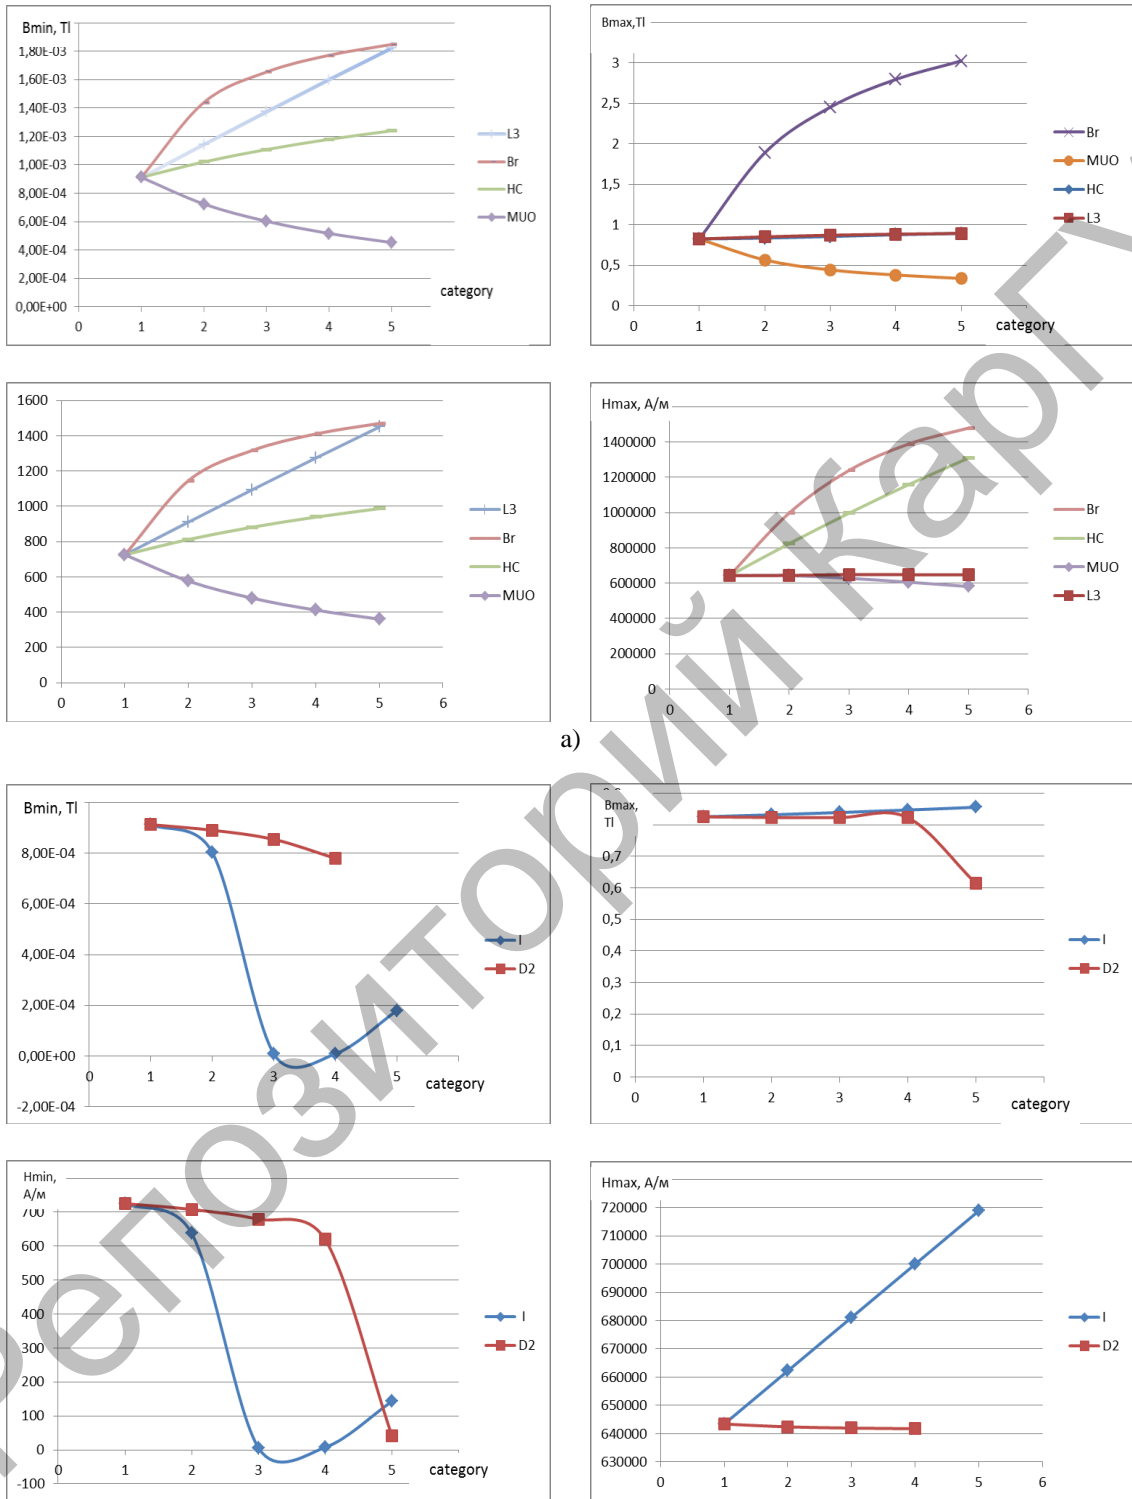 Bmin, Tl
1,80E-03
1,60E-03
1,40E-03
1,20E-03
1,00E-03
8,00E-04
6,00E-04
4,00E-04
2,00E-04
0,00E+00
0 1 2 3 4 5
category
L3
Br
HC
MUO
Bmax,Tl
3
2,5
2
1,5
1
0,5
0
0 1 2 3 4 5
category
Br
MUO
HC
L3
1600
1400
1200
1000
800
600
400
200
0
0 1 2 3 4 5 6
L3
Br
HC
MUO
Hmax, А/м
1400000
1200000
1000000
800000
600000
400000
200000
0
0 1 2 3 4 5 6
Br
HC
MUO
L3
a)
Bmin, Tl
8,00E-04
6,00E-04
4,00E-04
2,00E-04
0,00E+00
-2,00E-04
0 1 2 3 4 5
category
I
D2
Bmax,
Tl
0,7
0,6
0,5
0,4
0,3
0,2
0,1
0
0 1 2 3 4 5
category
I
D2
Hmin,
А/м
700
600
500
400
300
200
100
0
-100
0 1 2 3 4 5
category
I
D2
Hmax, А/м
720000
710000
700000
690000
680000
670000
660000
650000
640000
630000
0 1 2 3 4 5 6
I
D2
Репозиторий КарГУ